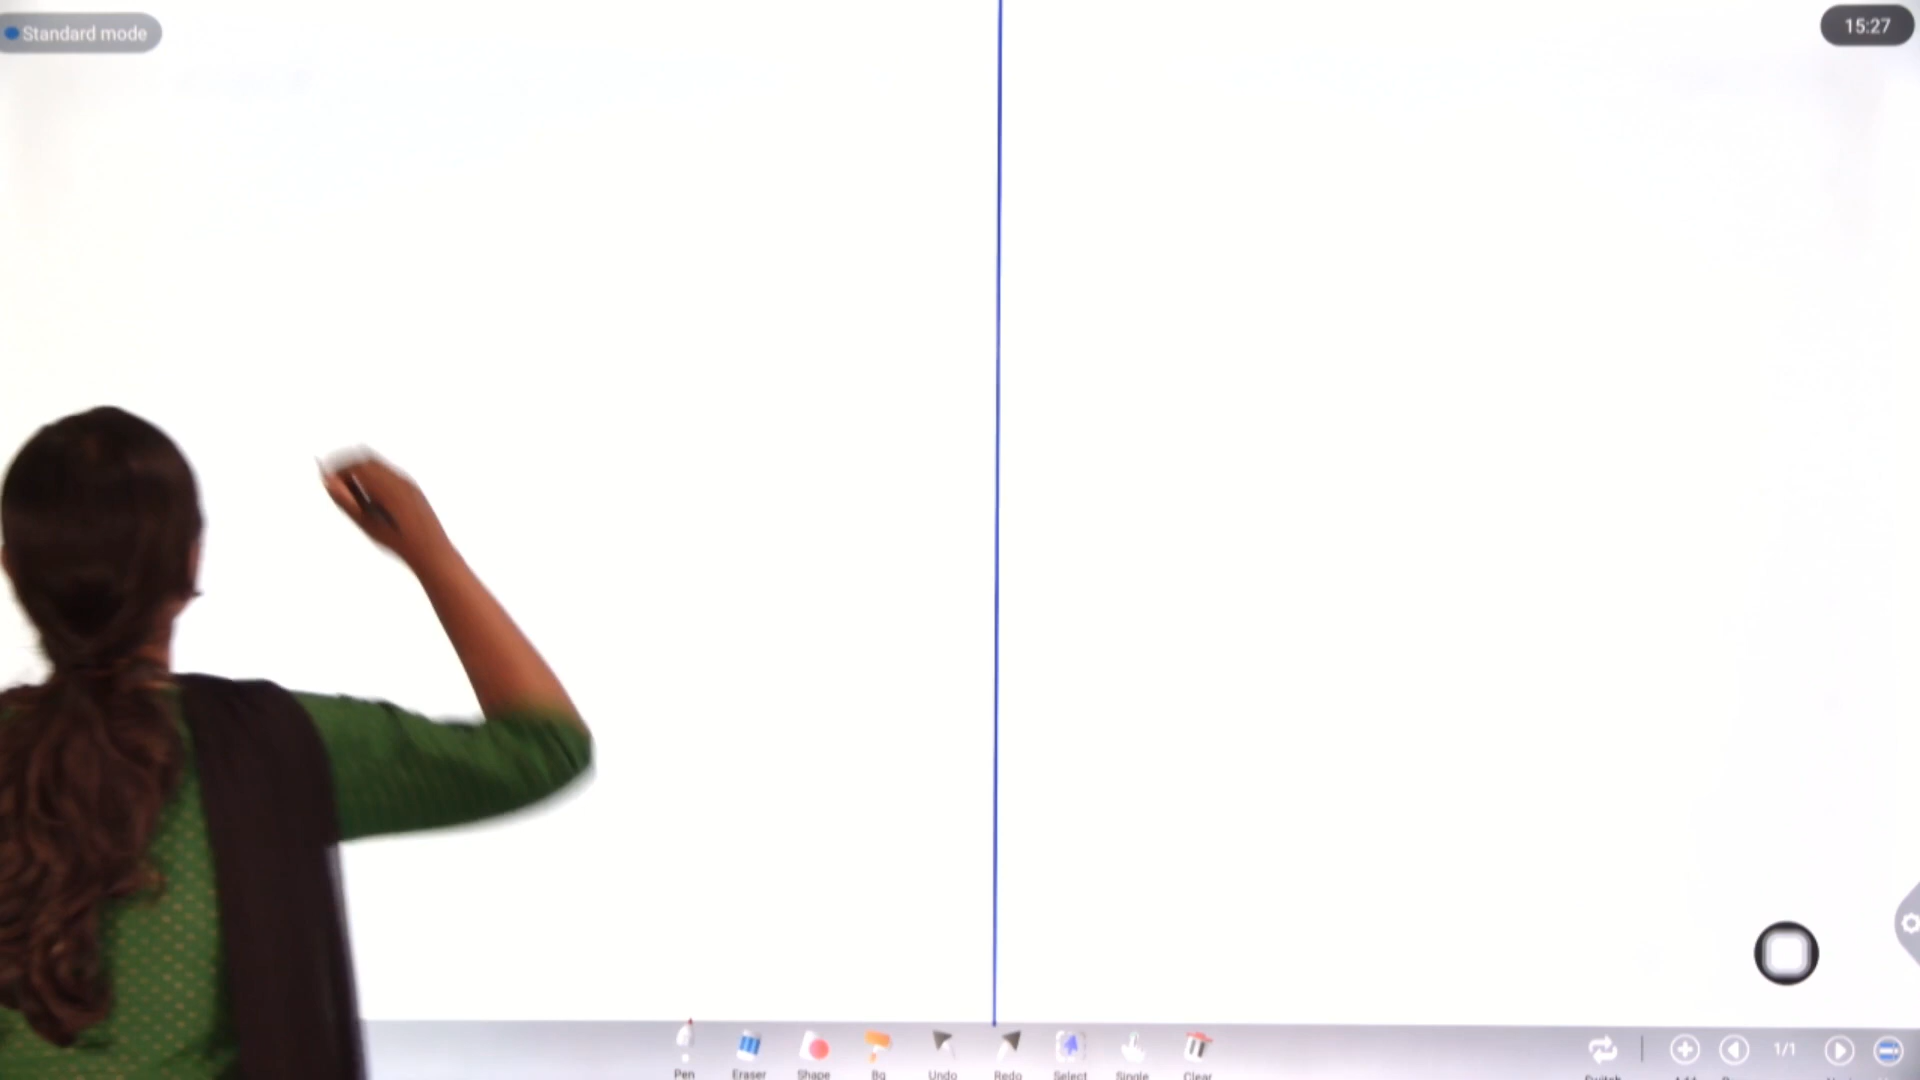 Standard mode
15:27
Pen Eraser Shape Bg Undo Redo Select Single Clear
1/1